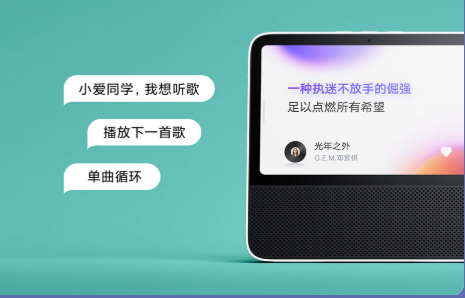 小爱同学，我想听歌
播放下一首歌
单曲循环
一种执迷不放手的倔强
足以点燃所有希望
光年之外
G.E.M.邓紫棋